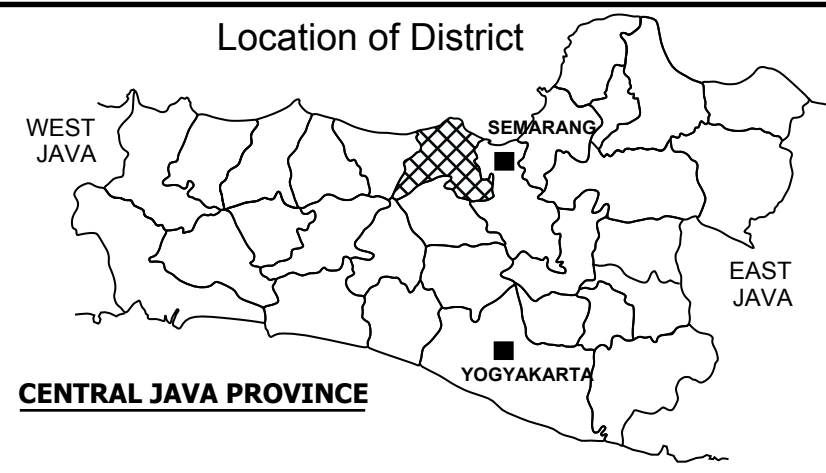 Location of District
WEST
JAVA
SEMARANG
EAST
JAVA
YOGYAKARTA
CENTRAL JAVA PROVINCE